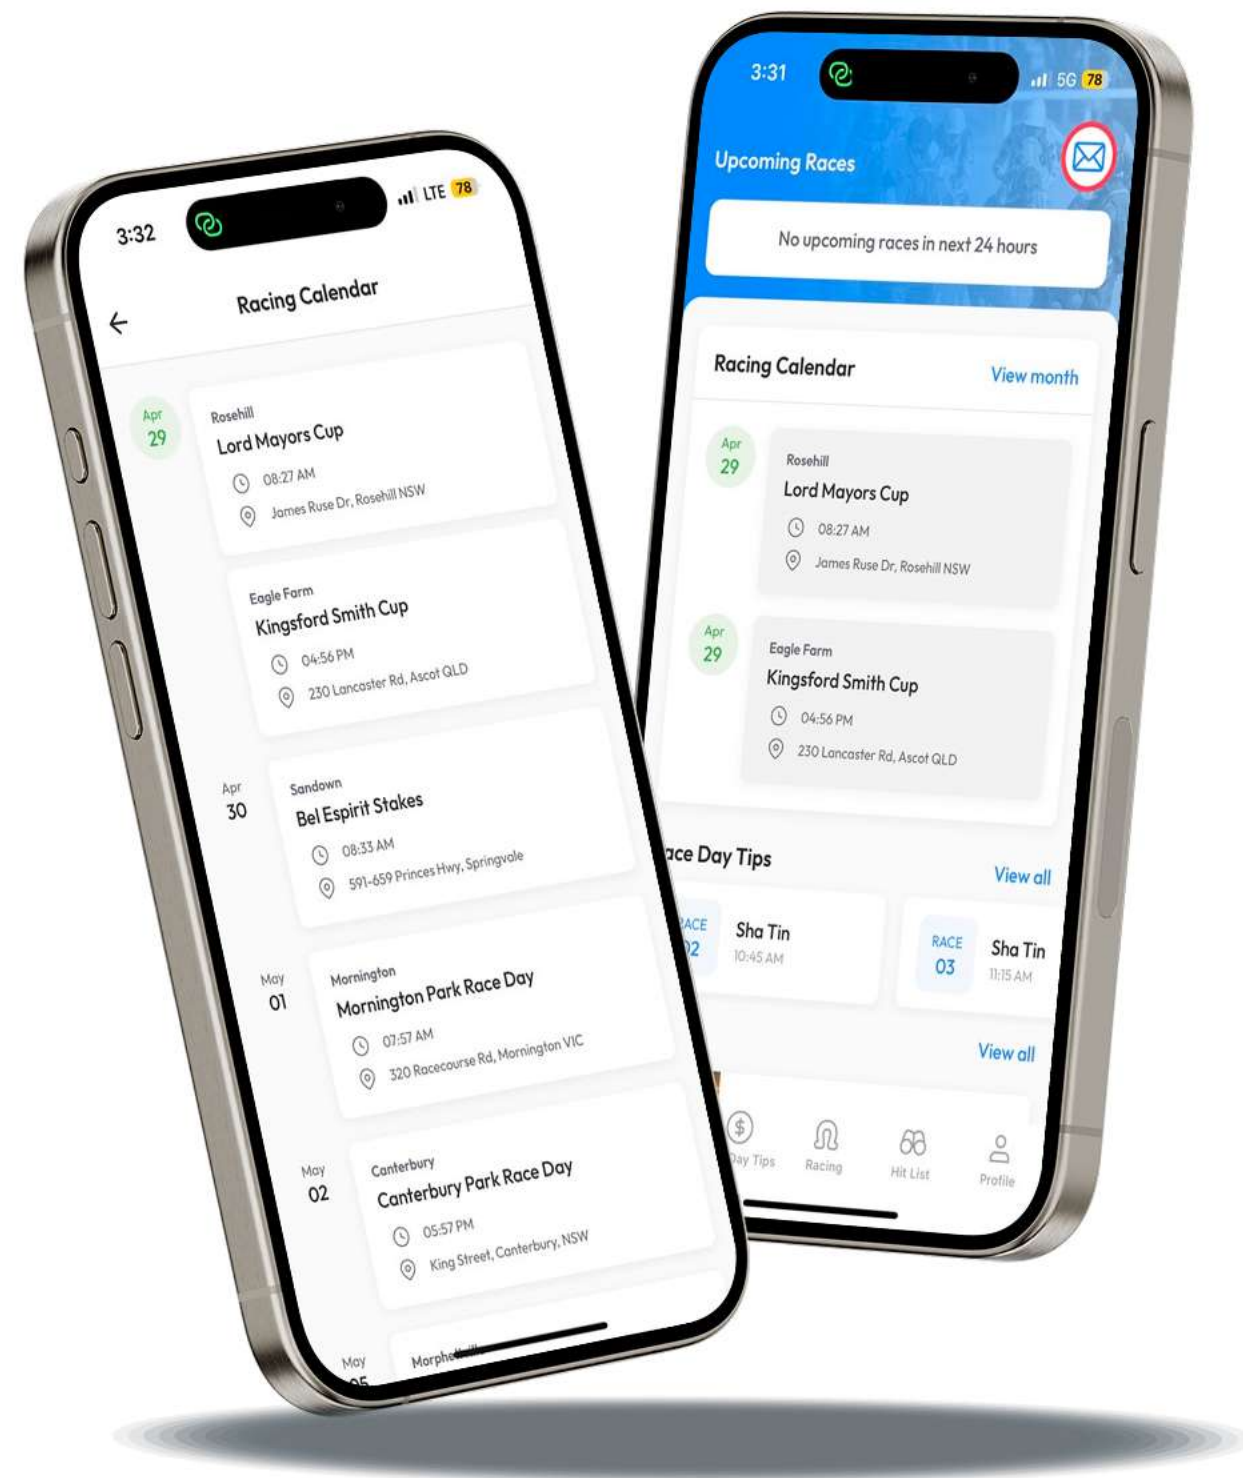 3:32
LTE 78
Racing Calendar
Apr
29
Rosehill
Lord Mayors Cup
08:27 AM
James Ruse Dr, Rosehill NSW
Eagle Farm
Kingsford Smith Cup
04:56 PM
230 Lancaster Rd, Ascot QLD
Apr
30
Sandown
Bel Espirit Stakes
08:33 AM
591-659 Princes Hwy, Springvale
May
01
Mornington
Mornington Park Race Day
07:57 AM
320 Racecourse Rd, Mornington VIC
May
02
Canterbury
Canterbury Park Race Day
05:57 PM
King Street, Canterbury, NSW
May
3:31
5G 78
Upcoming Races
No upcoming races in next 24 hours
Racing Calendar
View month
Apr
29
Rosehill
Lord Mayors Cup
08:27 AM
James Ruse Dr, Rosehill NSW
Apr
29
Eagle Farm
Kingsford Smith Cup
04:56 PM
230 Lancaster Rd, Ascot QLD
ace Day Tips
View all
Sha Tin
10:45 AM
RACE
03
Sha Tin
11:15 AM
View all
Day Tips
Racing
Hit List
Profile